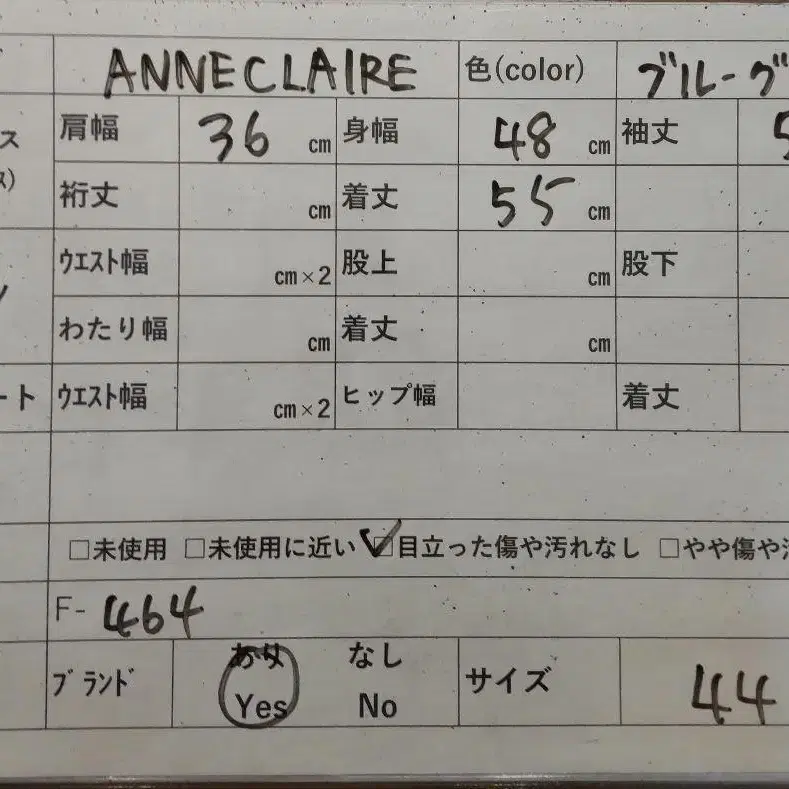 ANNECLAIRE 色(color) ブルーグ
ス 肩幅 36 cm 身幅 48 cm 袖丈 5
ス) 裄丈 cm 着丈 55 cm
ウエスト幅 cm×2 股上 cm 股下
わたり幅 cm 着丈 cm
ート ウエスト幅 cm×2 ヒップ幅 着丈
□未使用 □未使用に近い ☑目立った傷や汚れなし □やや傷や汚
F- 464
ブランド あり なし サイズ 44
Yes No